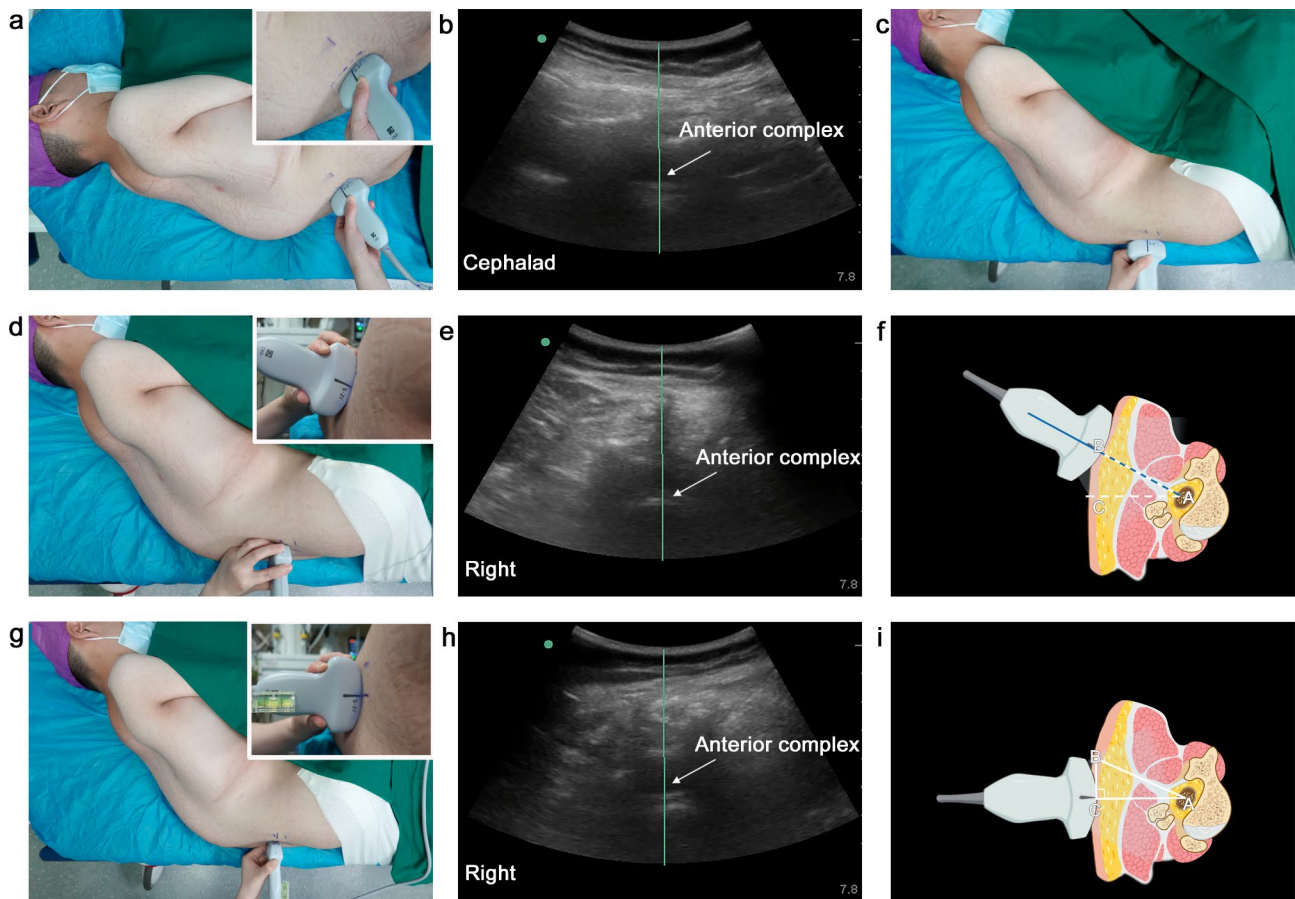 a
b
Anterior complex
Cephalad
7.8
c
d
e
Anterior complex
Right
7.8
f
B
C
A
g
h
Anterior complex
Right
7.8
i
B
C
A